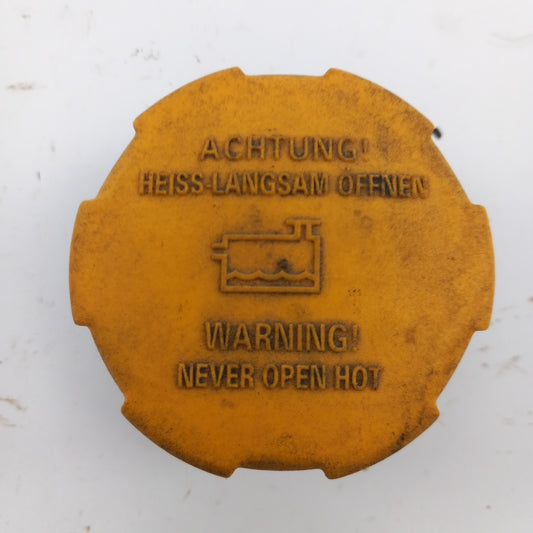 ACHTUNG!
HEISS-LANGSAM ÖFFNEN
WARNING!
NEVER OPEN HOT